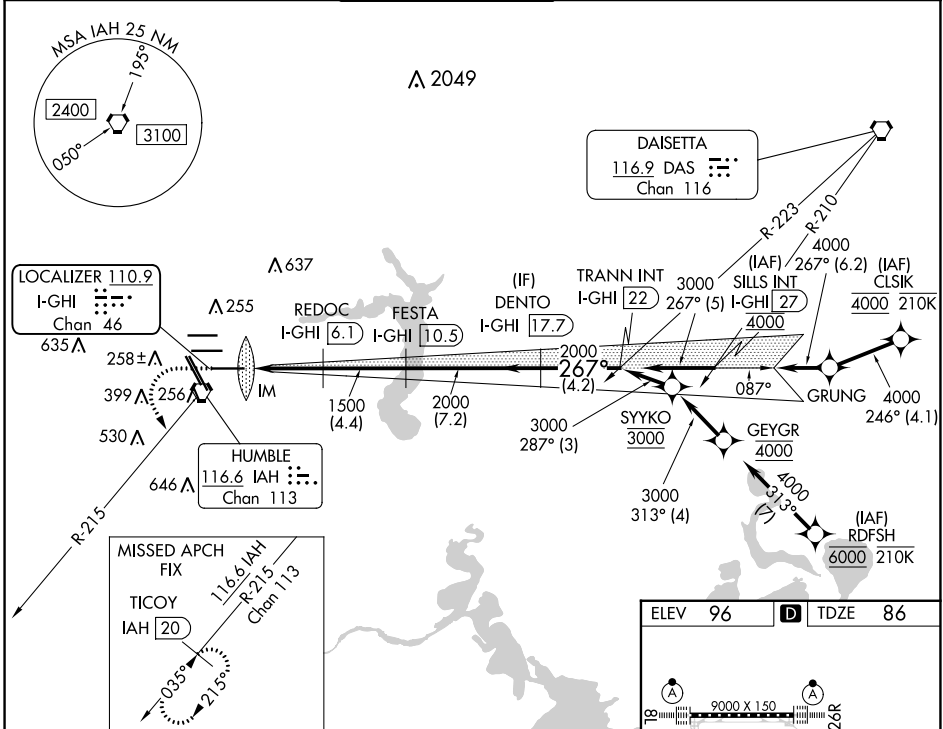 MSA IAH 25 NM
195°
2400
3100
050°
2049
DAISETTA
116.9 DAS
Chan 116
R-223
R-210
LOCALIZER 110.9
I-GHI
Chan 46
637
255
635
258±
399
256
530
646
IM
REDOC
I-GHI 6.1
FESTA
I-GHI 10.5
(IF)
DENTO
I-GHI 17.7
TRANN INT
I-GHI 22
3000
267° (5)
(IAF)
SILLS INT
I-GHI 27
4000
4000
267° (6.2)
(IAF)
CLSIK
4000 210K
2000
267°
(4.2)
087°
GRUNG
4000
246° (4.1)
1500
(4.4)
2000
(7.2)
3000
287° (3)
SYYKO
3000
GEYGR
4000
3000
313° (4)
4000
313°
(7)
(IAF)
RDFSH
6000 210K
HUMBLE
116.6 IAH
Chan 113
R-215
MISSED APCH
FIX
116.6 IAH
R-215
Chan 113
TICOY
IAH 20
035°
215°
ELEV 96
D
TDZE 86
A
A
8L
9000 X 150
26R